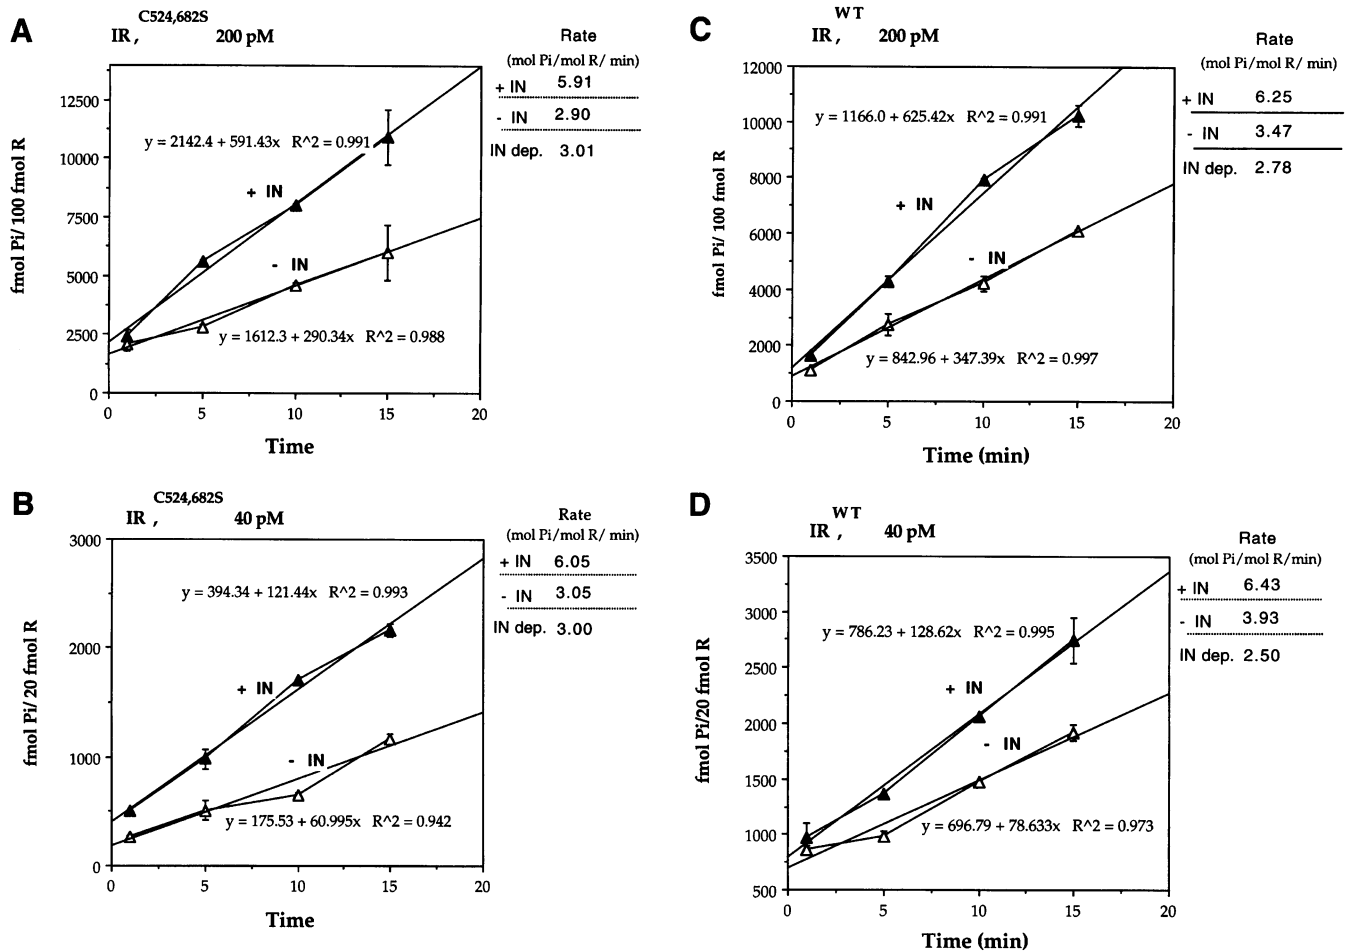 A
C524,682S
IR , 200 pM
Rate
(mol Pi/mol R/ min)
+ IN 5.91
- IN 2.90
IN dep. 3.01
fmol Pi/ 100 fmol R
12500
10000
7500
5000
2500
0
y = 2142.4 + 591.43x R^2 = 0.991
+ IN
- IN
y = 1612.3 + 290.34x R^2 = 0.988
0 5 10 15 20
Time
C
WT
IR , 200 pM
Rate
(mol Pi/mol R/ min)
+ IN 6.25
- IN 3.47
IN dep. 2.78
fmol Pi/ 100 fmol R
12000
10000
8000
6000
4000
2000
0
y = 1166.0 + 625.42x R^2 = 0.991
+ IN
- IN
y = 842.96 + 347.39x R^2 = 0.997
0 5 10 15 20
Time (min)
B
C524,682S
IR , 40 pM
Rate
(mol Pi/mol R/ min)
+ IN 6.05
- IN 3.05
IN dep. 3.00
fmol Pi/ 20 fmol R
3000
2000
1000
0
y = 394.34 + 121.44x R^2 = 0.993
+ IN
- IN
y = 175.53 + 60.995x R^2 = 0.942
0 5 10 15 20
Time
D
WT
IR , 40 pM
Rate
(mol Pi/mol R/min)
+ IN 6.43
- IN 3.93
IN dep. 2.50
fmol Pi/20 fmol R
3500
3000
2500
2000
1500
1000
500
y = 786.23 + 128.62x R^2 = 0.995
+ IN
- IN
y = 696.79 + 78.633x R^2 = 0.973
0 5 10 15 20
Time (min)